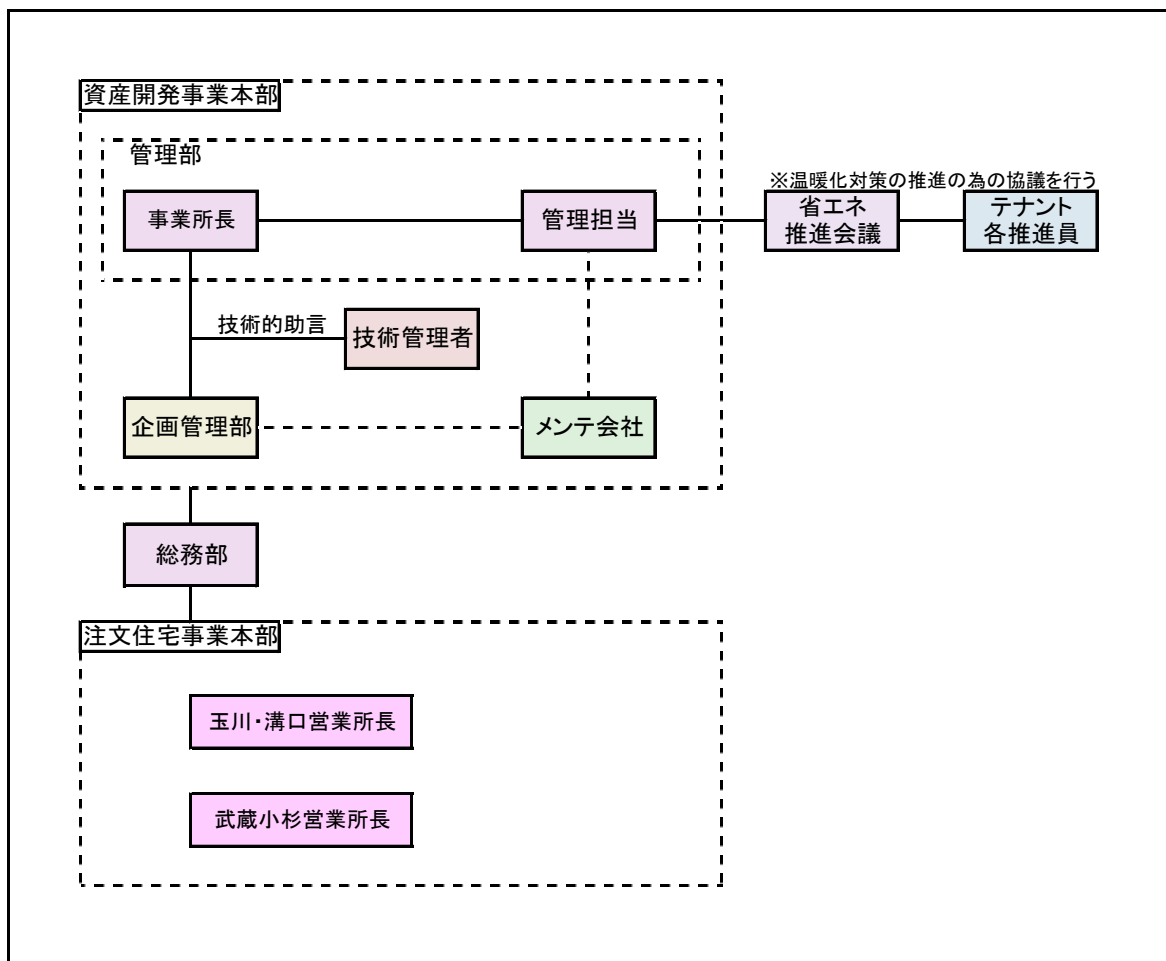 資産開発事業本部
管理部
※温暖化対策の推進の為の協議を行う
事業所長
管理担当
省エネ
推進会議
テナント
各推進員
技術的助言
技術管理者
企画管理部
メンテ会社
総務部
注文住宅事業本部
玉川・溝口営業所長
武蔵小杉営業所長